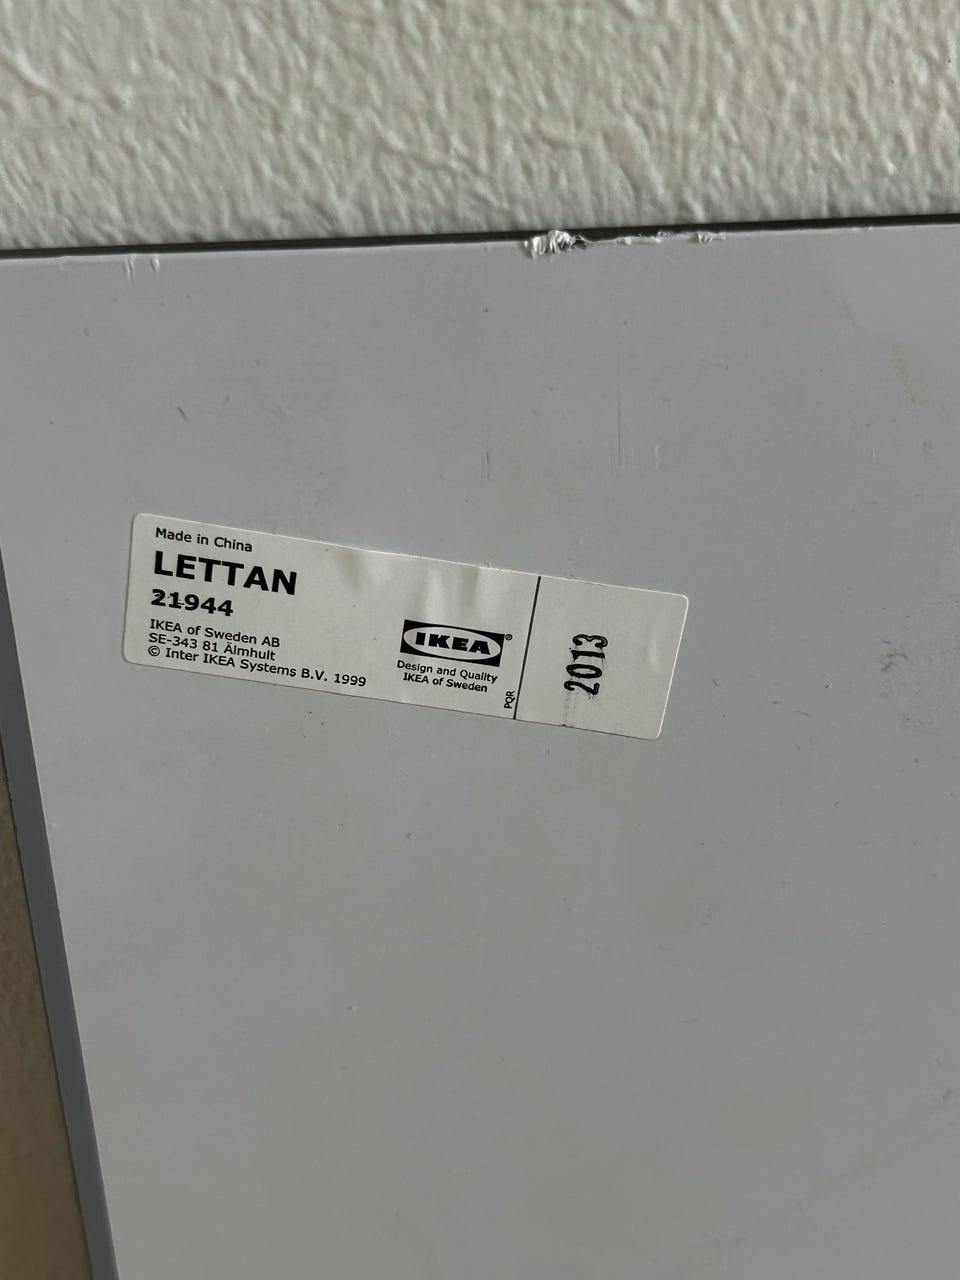 Made in China
LETTAN
21944
IKEA of Sweden AB
SE-343 81 Älmhult
© Inter IKEA Systems B.V. 1999
IKEA®
Design and Quality
IKEA of Sweden
PQR
2013